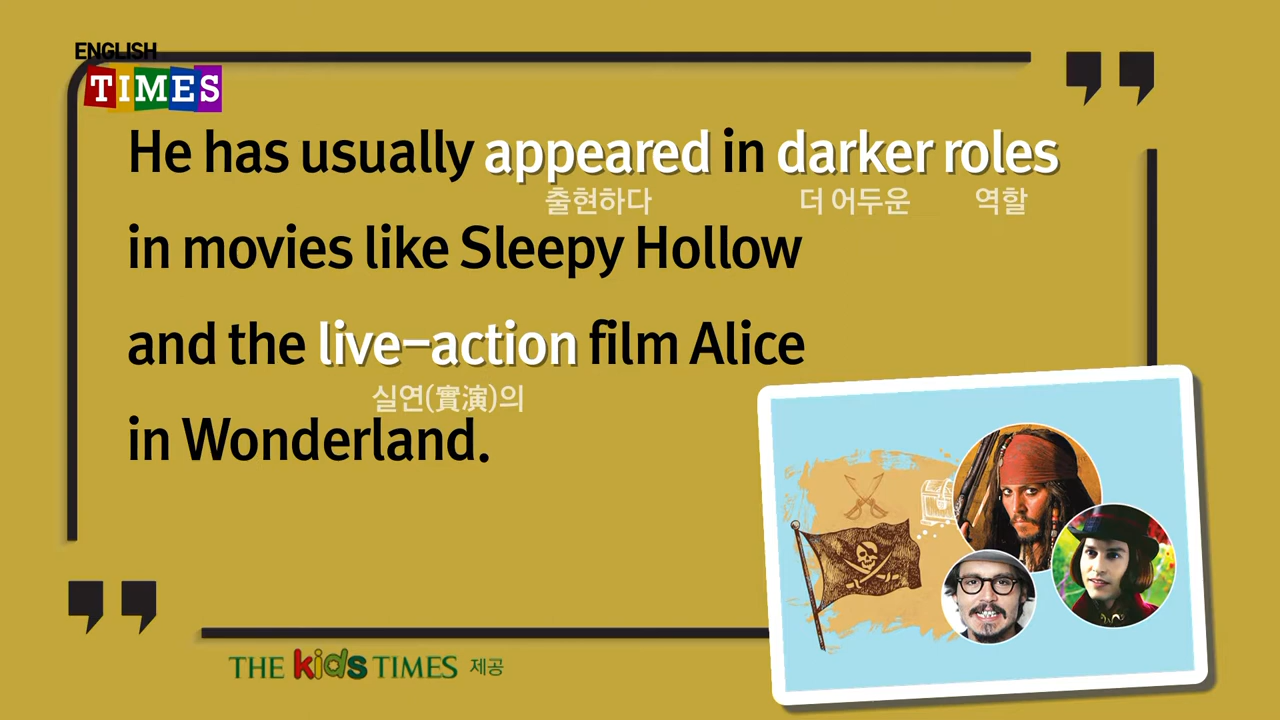 ENGLISH
TIMES
He has usually appeared in darker roles
출현하다 더 어두운 역할
in movies like Sleepy Hollow
and the live-action film Alice
실연(實演)의
in Wonderland.
THE kids TIMES 제공